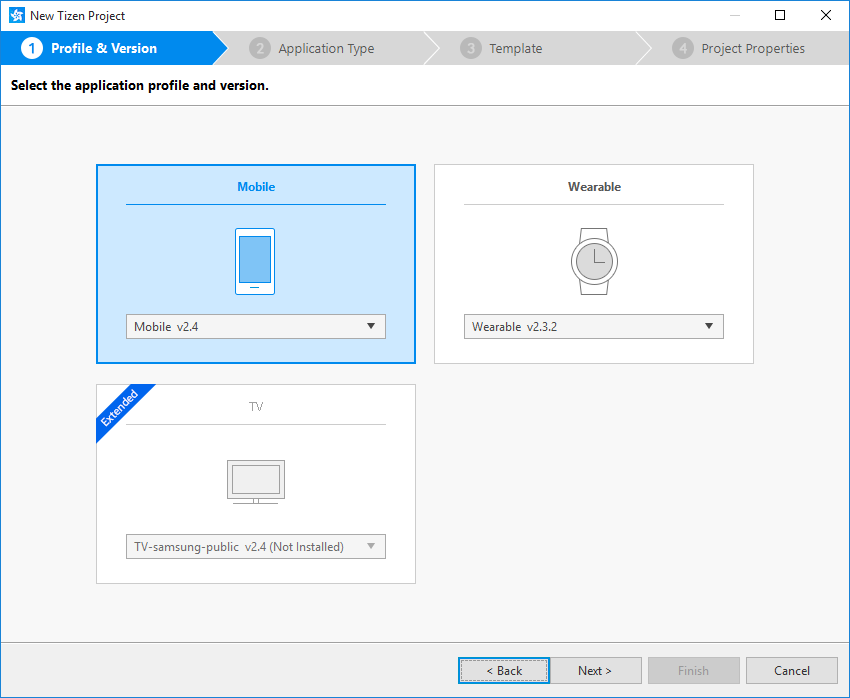 New Tizen Project
1 Profile & Version 2 Application Type 3 Template 4 Project Properties
Select the application profile and version.
Mobile
Mobile v2.4
Wearable
Wearable v2.3.2
Extended
TV
TV-samsung-public v2.4 (Not Installed)
< Back Next > Finish Cancel